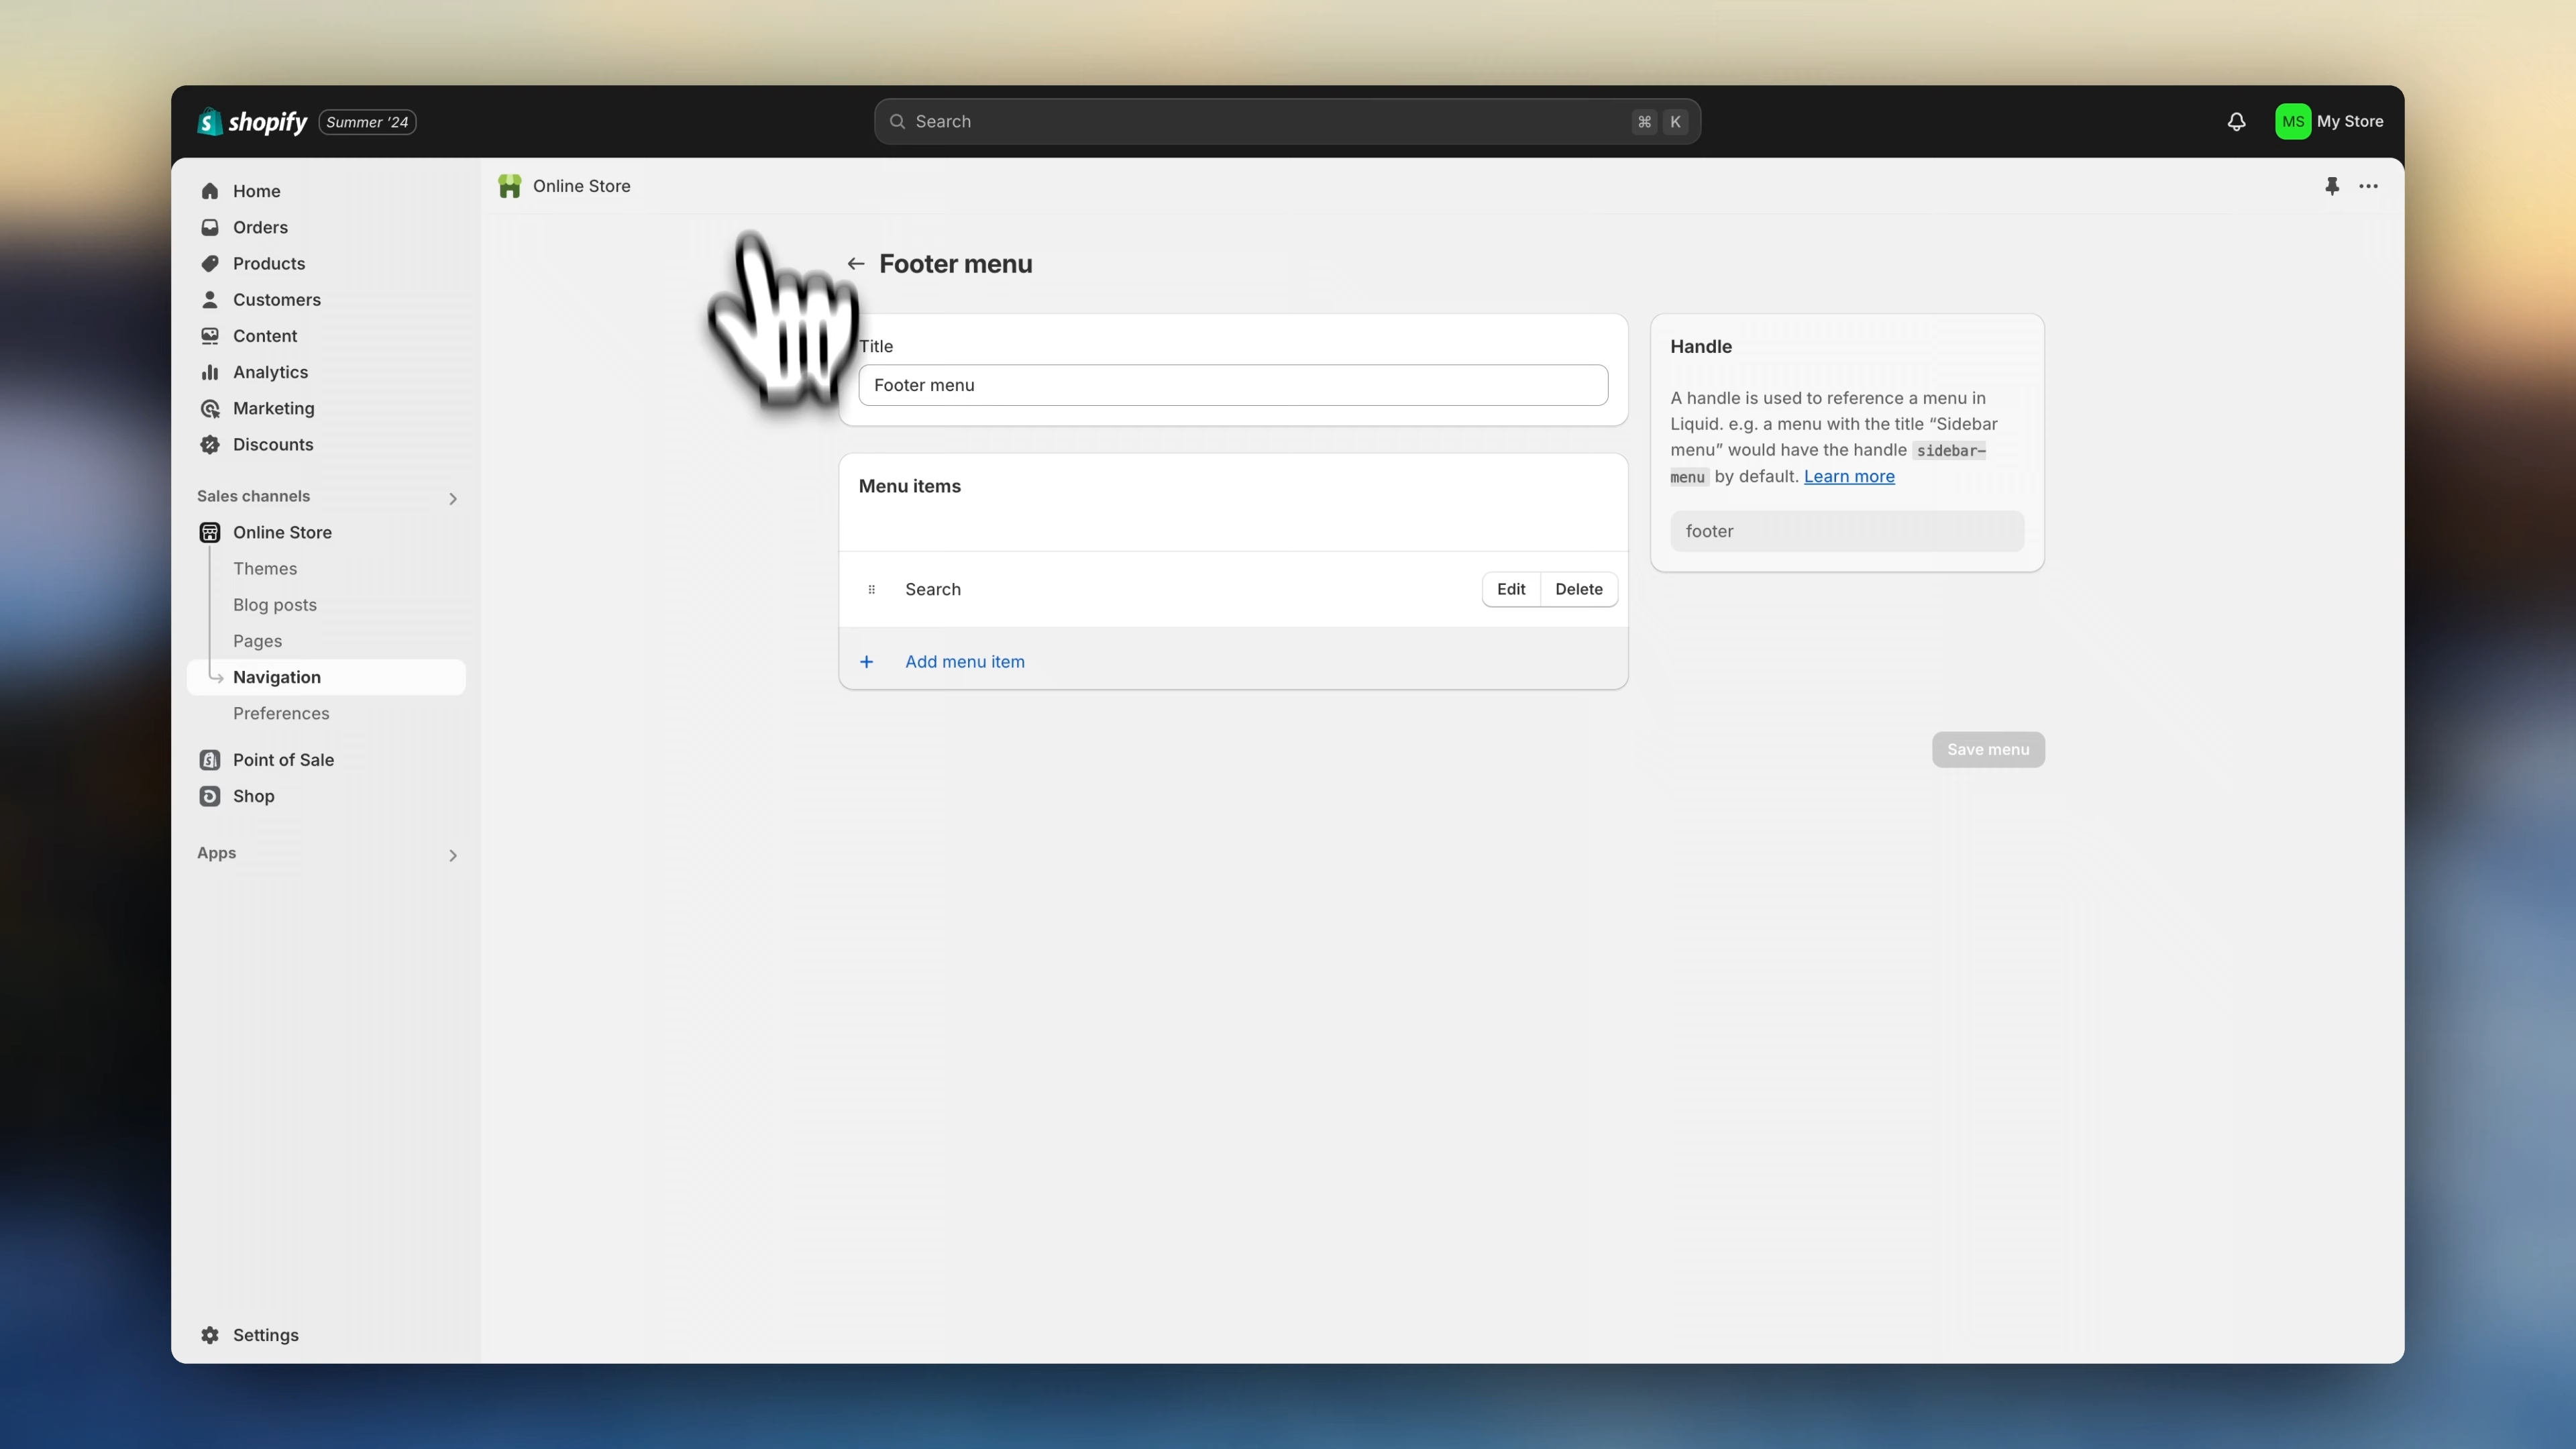 shopify Summer '24
Search
⌘ K
MS My Store
Home
Orders
Products
Customers
Content
Analytics
Marketing
Discounts
Sales channels
Online Store
Themes
Blog posts
Pages
Navigation
Preferences
Point of Sale
Shop
Apps
Settings
Online Store
Footer menu
Title
Footer menu
Menu items
Search
Edit
Delete
+ Add menu item
Handle
A handle is used to reference a menu in
Liquid. e.g. a menu with the title “Sidebar
menu” would have the handle sidebar-
menu by default. Learn more
footer
Save menu